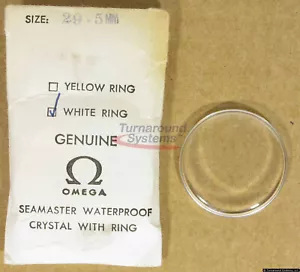 SIZE: 29.5MM
YELLOW RING
WHITE RING
GENUINE
Ω
OMEGA
SEAMASTER WATERPROOF
CRYSTAL WITH RING
Turnaround
Systems